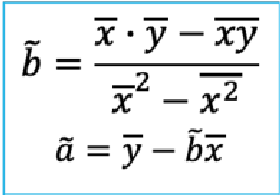 b̃ = (x̅ · y̅ − x̅y̅) / (x̅² − x̅²)
ã = y̅ − b̃x̅